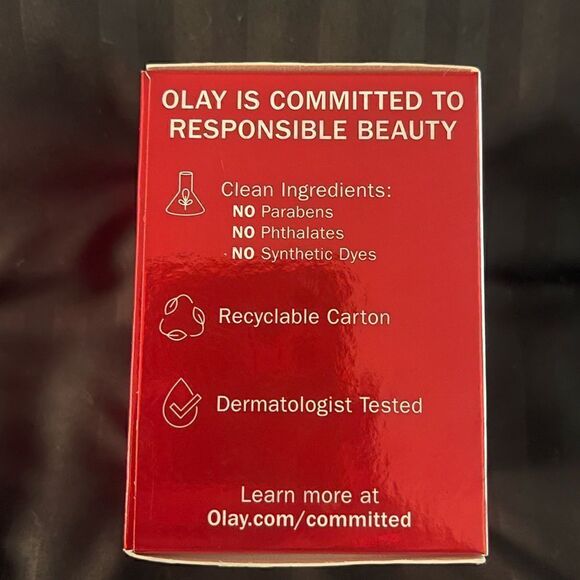 OLAY IS COMMITTED TO
RESPONSIBLE BEAUTY
Clean Ingredients:
NO Parabens
NO Phthalates
NO Synthetic Dyes
Recyclable Carton
Dermatologist Tested
Learn more at
Olay.com/committed